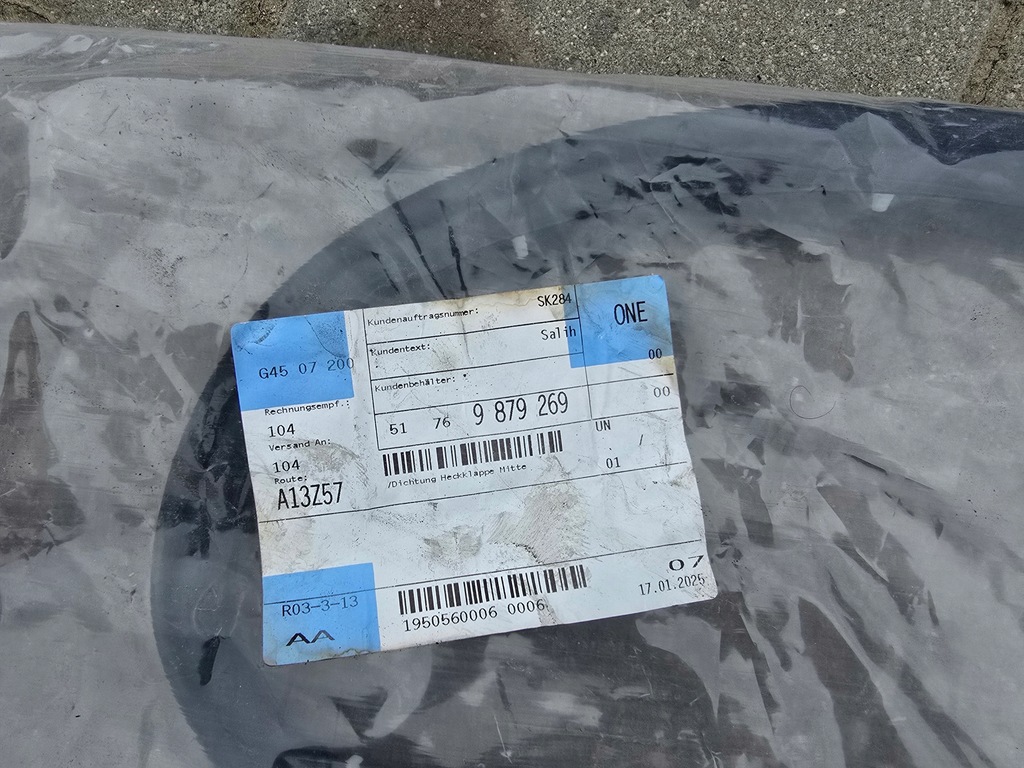 G45 07 200
Rechnungsempf.:
104
Versand An:
104
Route:
A13Z57
Kundenauftragsnummer:
SK284
Kundentext:
Salih
Kundenbehälter: *
51 76 9 879 269
/Dichtung Heckklappe Mitte
ONE
00
00
UN /
01
R03-3-13
AA
1950560006 0006
07
17.01.2025